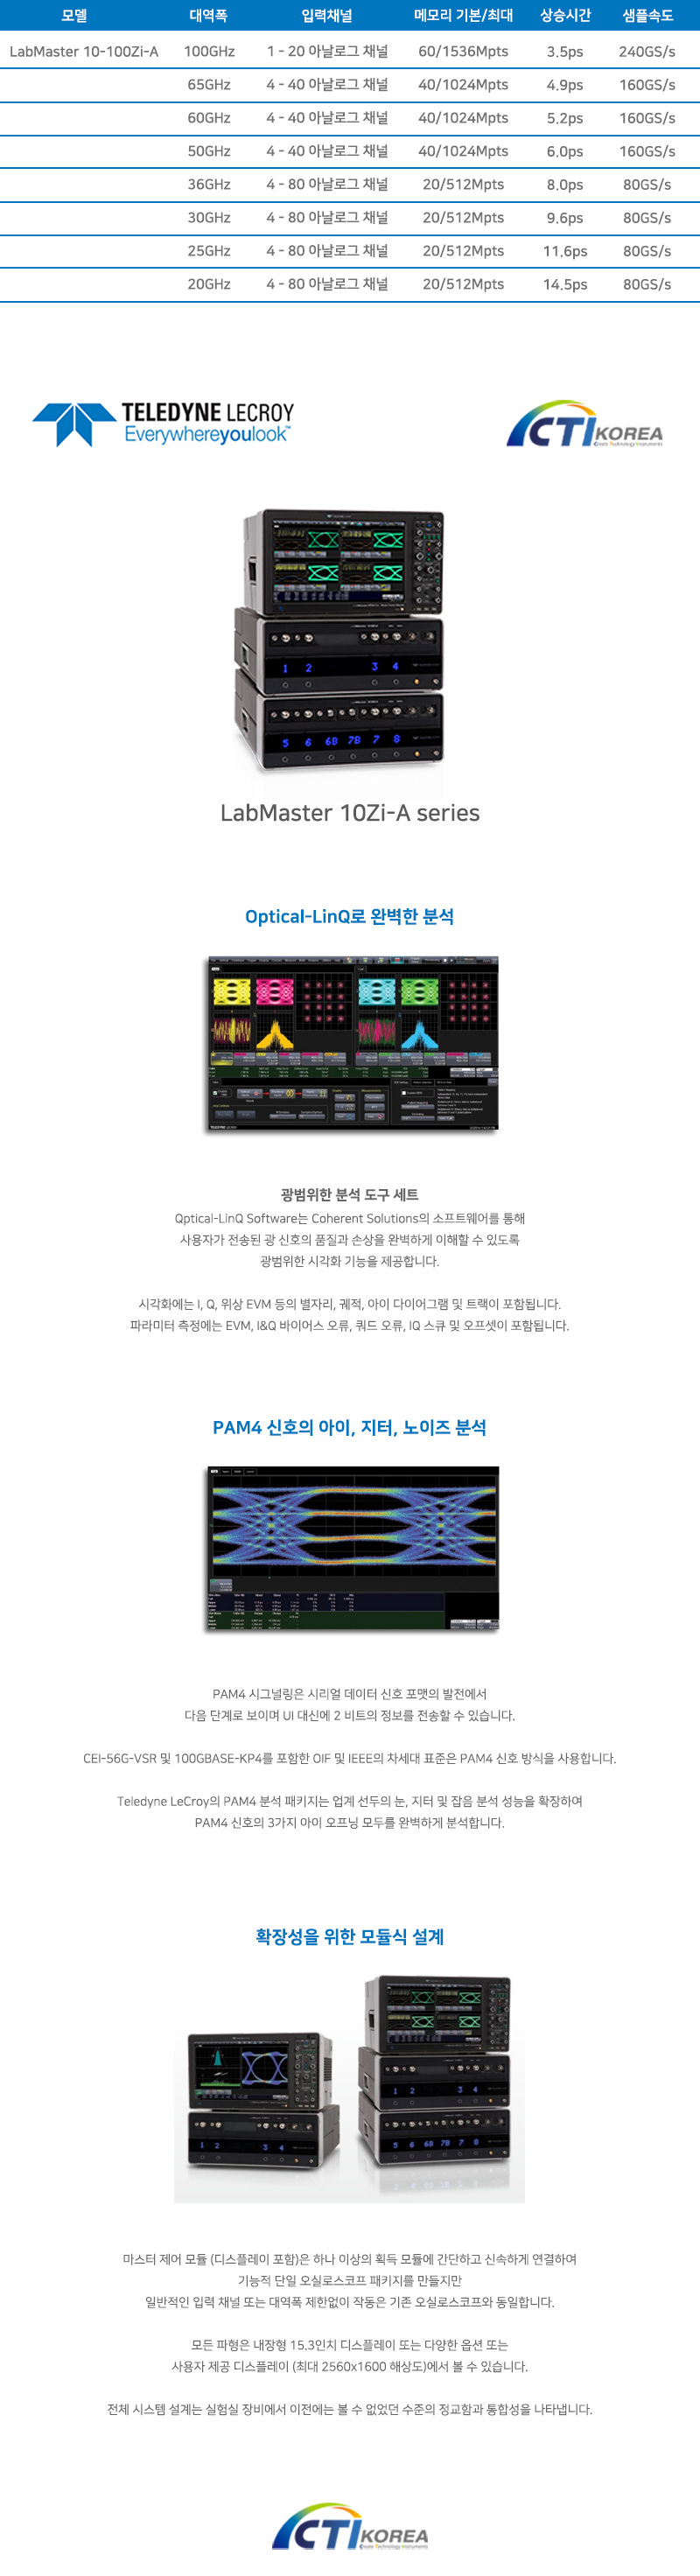 모델 대역폭 입력채널 메모리 기본/최대 상승시간 샘플속도
LabMaster 10-100Zi-A 100GHz 1 - 20 아날로그 채널 60/1536Mpts 3.5ps 240GS/s
65GHz 4 - 40 아날로그 채널 40/1024Mpts 4.9ps 160GS/s
60GHz 4 - 40 아날로그 채널 40/1024Mpts 5.2ps 160GS/s
50GHz 4 - 40 아날로그 채널 40/1024Mpts 6.0ps 160GS/s
36GHz 4 - 80 아날로그 채널 20/512Mpts 8.0ps 80GS/s
30GHz 4 - 80 아날로그 채널 20/512Mpts 9.6ps 80GS/s
25GHz 4 - 80 아날로그 채널 20/512Mpts 11.6ps 80GS/s
20GHz 4 - 80 아날로그 채널 20/512Mpts 14.5ps 80GS/s
TELEDYNE LECROY
Everywhereyoulook™
CTI KOREA
Create Technology Instruments
1 2 3 4
5 6 6B 7B 7 8
LabMaster 10Zi-A series
Optical-LinQ로 완벽한 분석
TELEDYNE LECROY
광범위한 분석 도구 세트
Qptical-LinQ Software는 Coherent Solutions의 소프트웨어를 통해
사용자가 전송된 광 신호의 품질과 손상을 완벽하게 이해할 수 있도록
광범위한 시각화 기능을 제공합니다.
시각화에는 I, Q, 위상 EVM 등의 별자리, 궤적, 아이 다이어그램 및 트랙이 포함됩니다.
파라미터 측정에는 EVM, I&Q 바이어스 오류, 쿼드 오류, IQ 스큐 및 오프셋이 포함됩니다.
PAM4 신호의 아이, 지터, 노이즈 분석
PAM4 시그널링은 시리얼 데이터 신호 포맷의 발전에서
다음 단계로 보이며 UI 대신에 2 비트의 정보를 전송할 수 있습니다.
CEI-56G-VSR 및 100GBASE-KP4를 포함한 OIF 및 IEEE의 차세대 표준은 PAM4 신호 방식을 사용합니다.
Teledyne LeCroy의 PAM4 분석 패키지는 업계 선두의 눈, 지터 및 잡음 분석 성능을 확장하여
PAM4 신호의 3가지 아이 오프닝 모두를 완벽하게 분석합니다.
확장성을 위한 모듈식 설계
1 2 3 4
1 2 3 4
5 6 6B 7B 7 8
마스터 제어 모듈 (디스플레이 포함)은 하나 이상의 획득 모듈에 간단하고 신속하게 연결하여
기능적 단일 오실로스코프 패키지를 만들지만
일반적인 입력 채널 또는 대역폭 제한없이 작동은 기존 오실로스코프와 동일합니다.
모든 파형은 내장형 15.3인치 디스플레이 또는 다양한 옵션 또는
사용자 제공 디스플레이 (최대 2560x1600 해상도)에서 볼 수 있습니다.
전체 시스템 설계는 실험실 장비에서 이전에는 볼 수 없었던 수준의 정교함과 통합성을 나타냅니다.
CTI KOREA
Create Technology Instruments